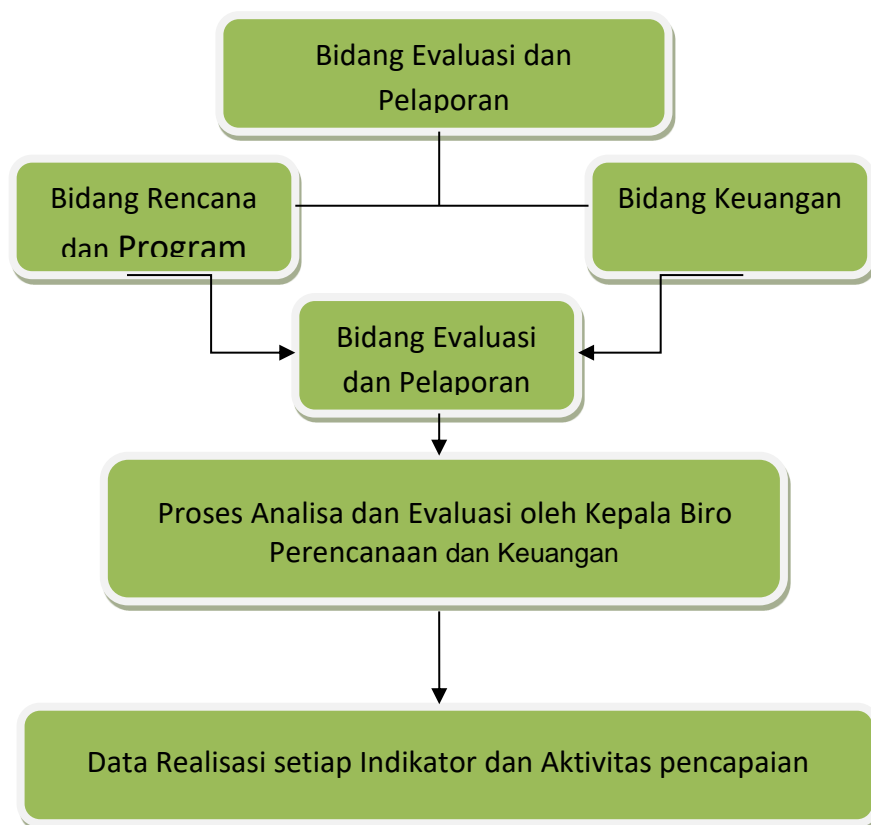 Bidang Evaluasi dan
Pelaporan
Bidang Rencana
dan Program
Bidang Keuangan
Bidang Evaluasi
dan Pelaporan
Proses Analisa dan Evaluasi oleh Kepala Biro
Perencanaan dan Keuangan
Data Realisasi setiap Indikator dan Aktivitas pencapaian